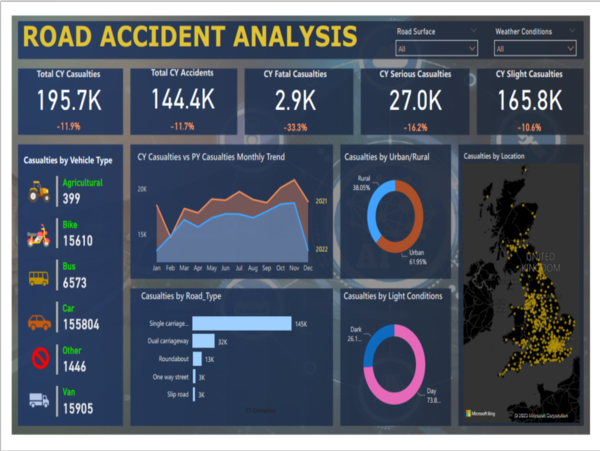 ROAD ACCIDENT ANALYSIS
Road Surface
All
Weather Conditions
All
Total CY Casualties
195.7K
-11.9%
Total CY Accidents
144.4K
-11.7%
CY Fatal Casualties
2.9K
-33.3%
CY Serious Casualties
27.0K
-16.2%
CY Slight Casualties
165.8K
-10.6%
Casualties by Vehicle Type
Agricultural
399
Bike
15610
Bus
6573
Car
155804
Other
1446
Van
15905
CY Casualties vs PY Casualties Monthly Trend
20K
15K
2021
2022
Jan Feb Mar Apr May Jun Jul Aug Sep Oct Nov Dec
Casualties by Road_Type
Single carriage... 145K
Dual carriageway 32K
Roundabout 13K
One way street 3K
Slip road 3K
Casualties by Urban/Rural
Rural
38.05%
Urban
61.95%
Casualties by Light Conditions
Dark
26.1...
Day
73.8...
Casualties by Location
UNITED
KINGDOM
Microsoft Bing
Microsoft Corporation